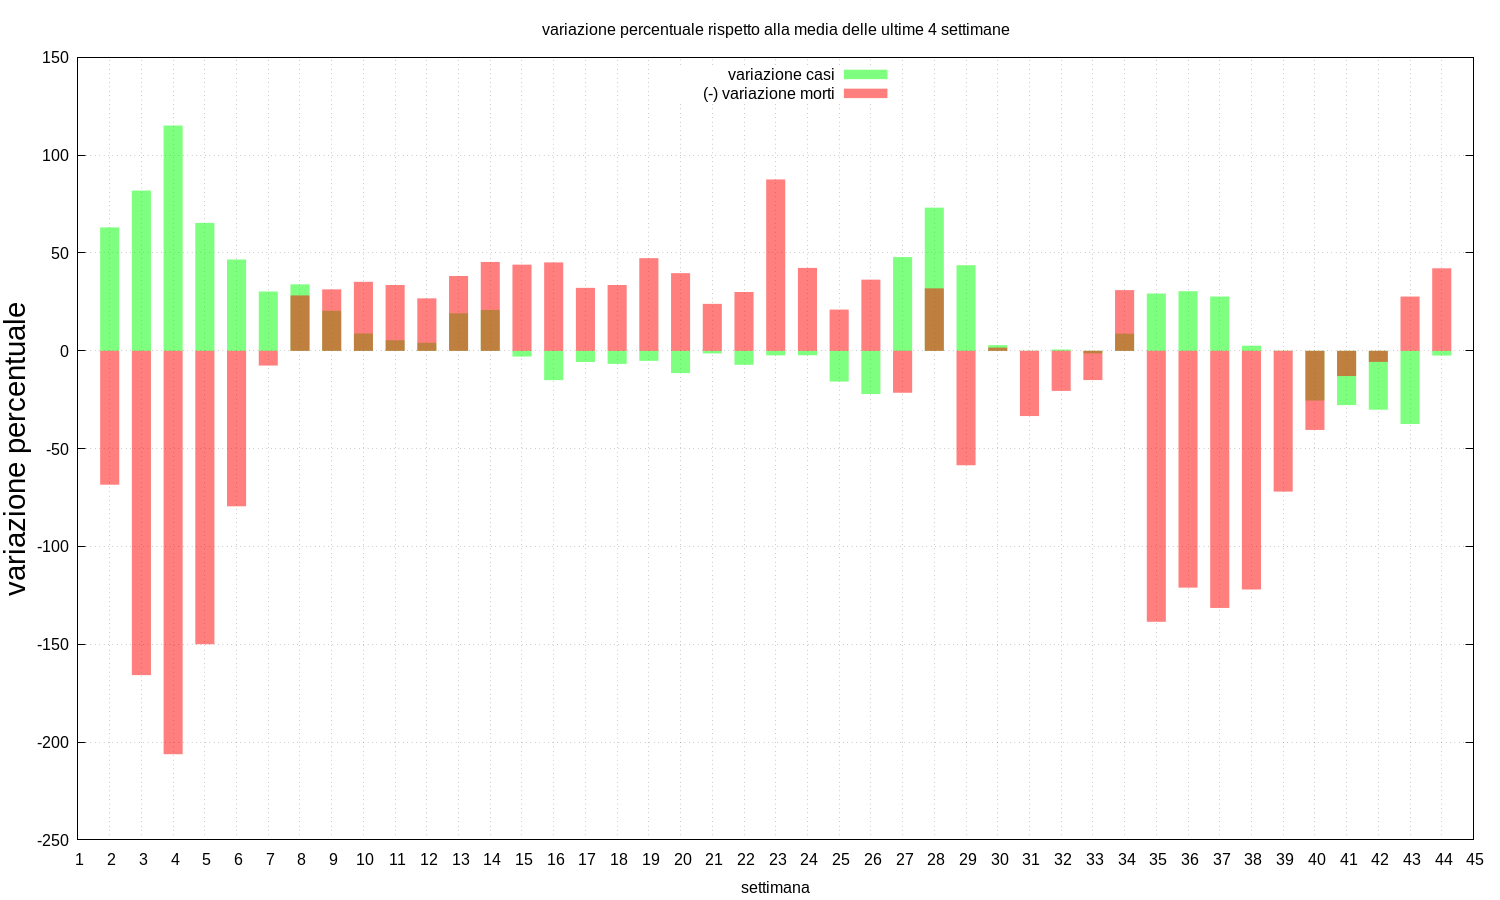 variazione percentuale rispetto alla media delle ultime 4 settimane
variazione casi
(-) variazione morti
150
100
50
0
-50
-100
-150
-200
-250
variazione percentuale
1 2 3 4 5 6 7 8 9 10 11 12 13 14 15 16 17 18 19 20 21 22 23 24 25 26 27 28 29 30 31 32 33 34 35 36 37 38 39 40 41 42 43 44 45
settimana